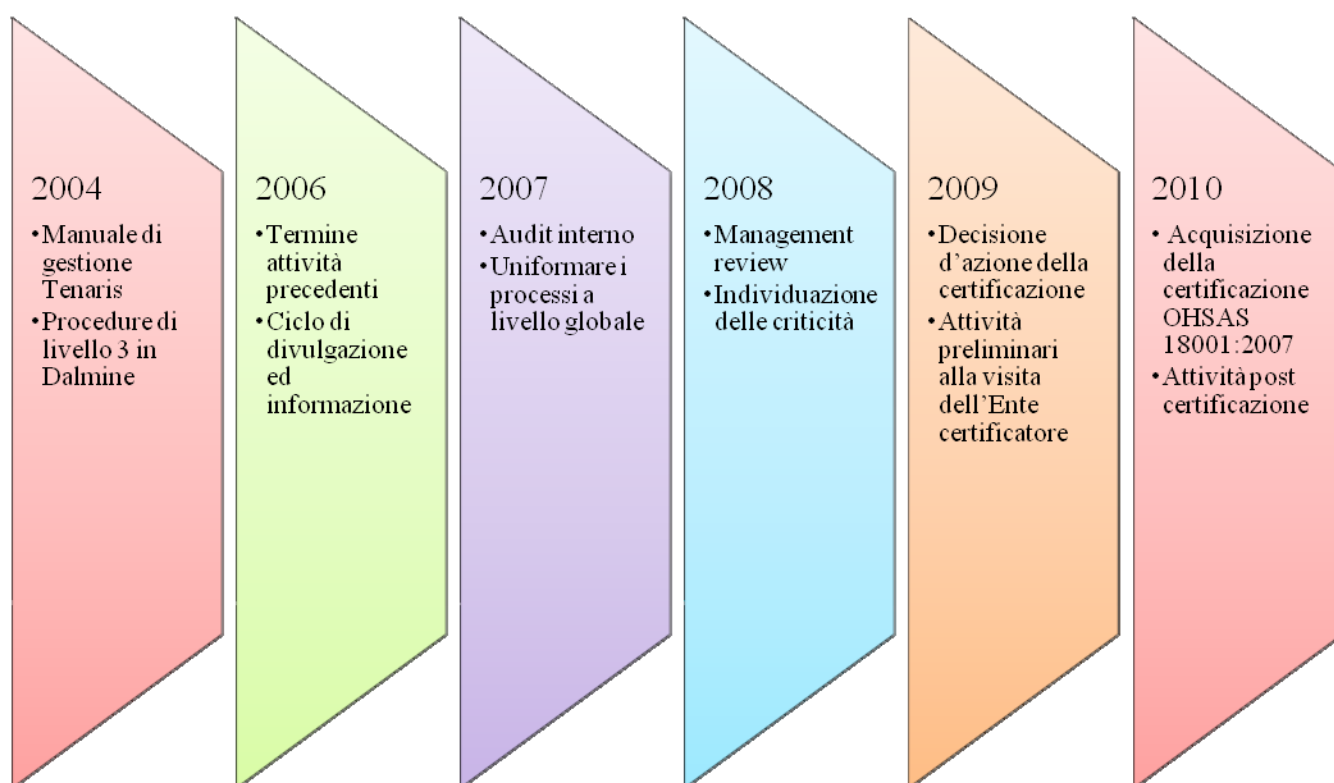 2004
•Manuale di
gestione
Tenaris
•Procedure di
livello 3 in
Dalmine
2006
•Termine
attività
precedenti
•Ciclo di
divulgazione
ed
informazione
2007
•Audit interno
•Uniformare i
processi a
livello globale
2008
•Management
review
•Individuazione
delle criticità
2009
•Decisione
d’azione della
certificazione
•Attività
preliminari
alla visita
dell’Ente
certificatore
2010
• Acquisizione
della
certificazione
OHSAS
18001:2007
•Attività post
certificazione